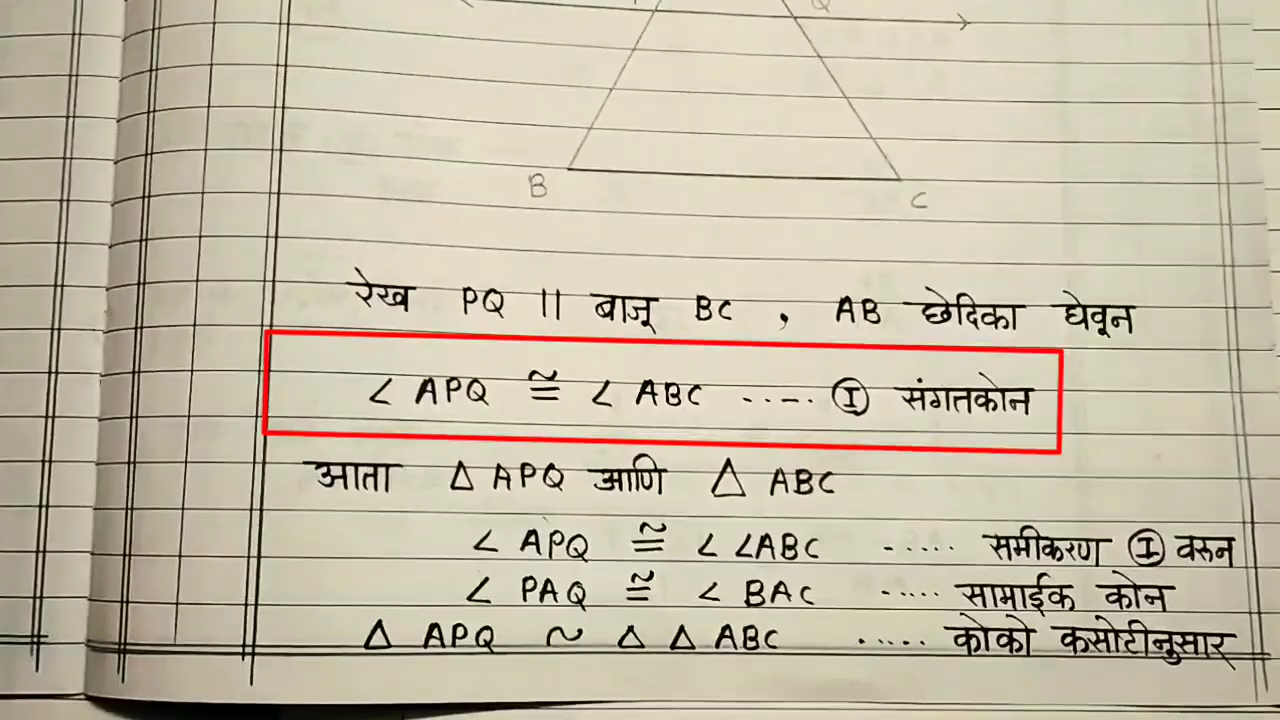 Q
B
C
रेख PQ || बाजू BC , AB छेदिका घेवून
∠ APQ ≅ ∠ ABC ..... Ⓘ संगतकोन
आता △ APQ आणि △ ABC
∠ APQ ≅ ∠ ∠ABC ...... समीकरण Ⓘ वरुन
∠ PAQ ≅ ∠ BAC ..... सामाईक कोन
△ APQ ~ △ △ ABC ..... कोको कसोटीनुसार